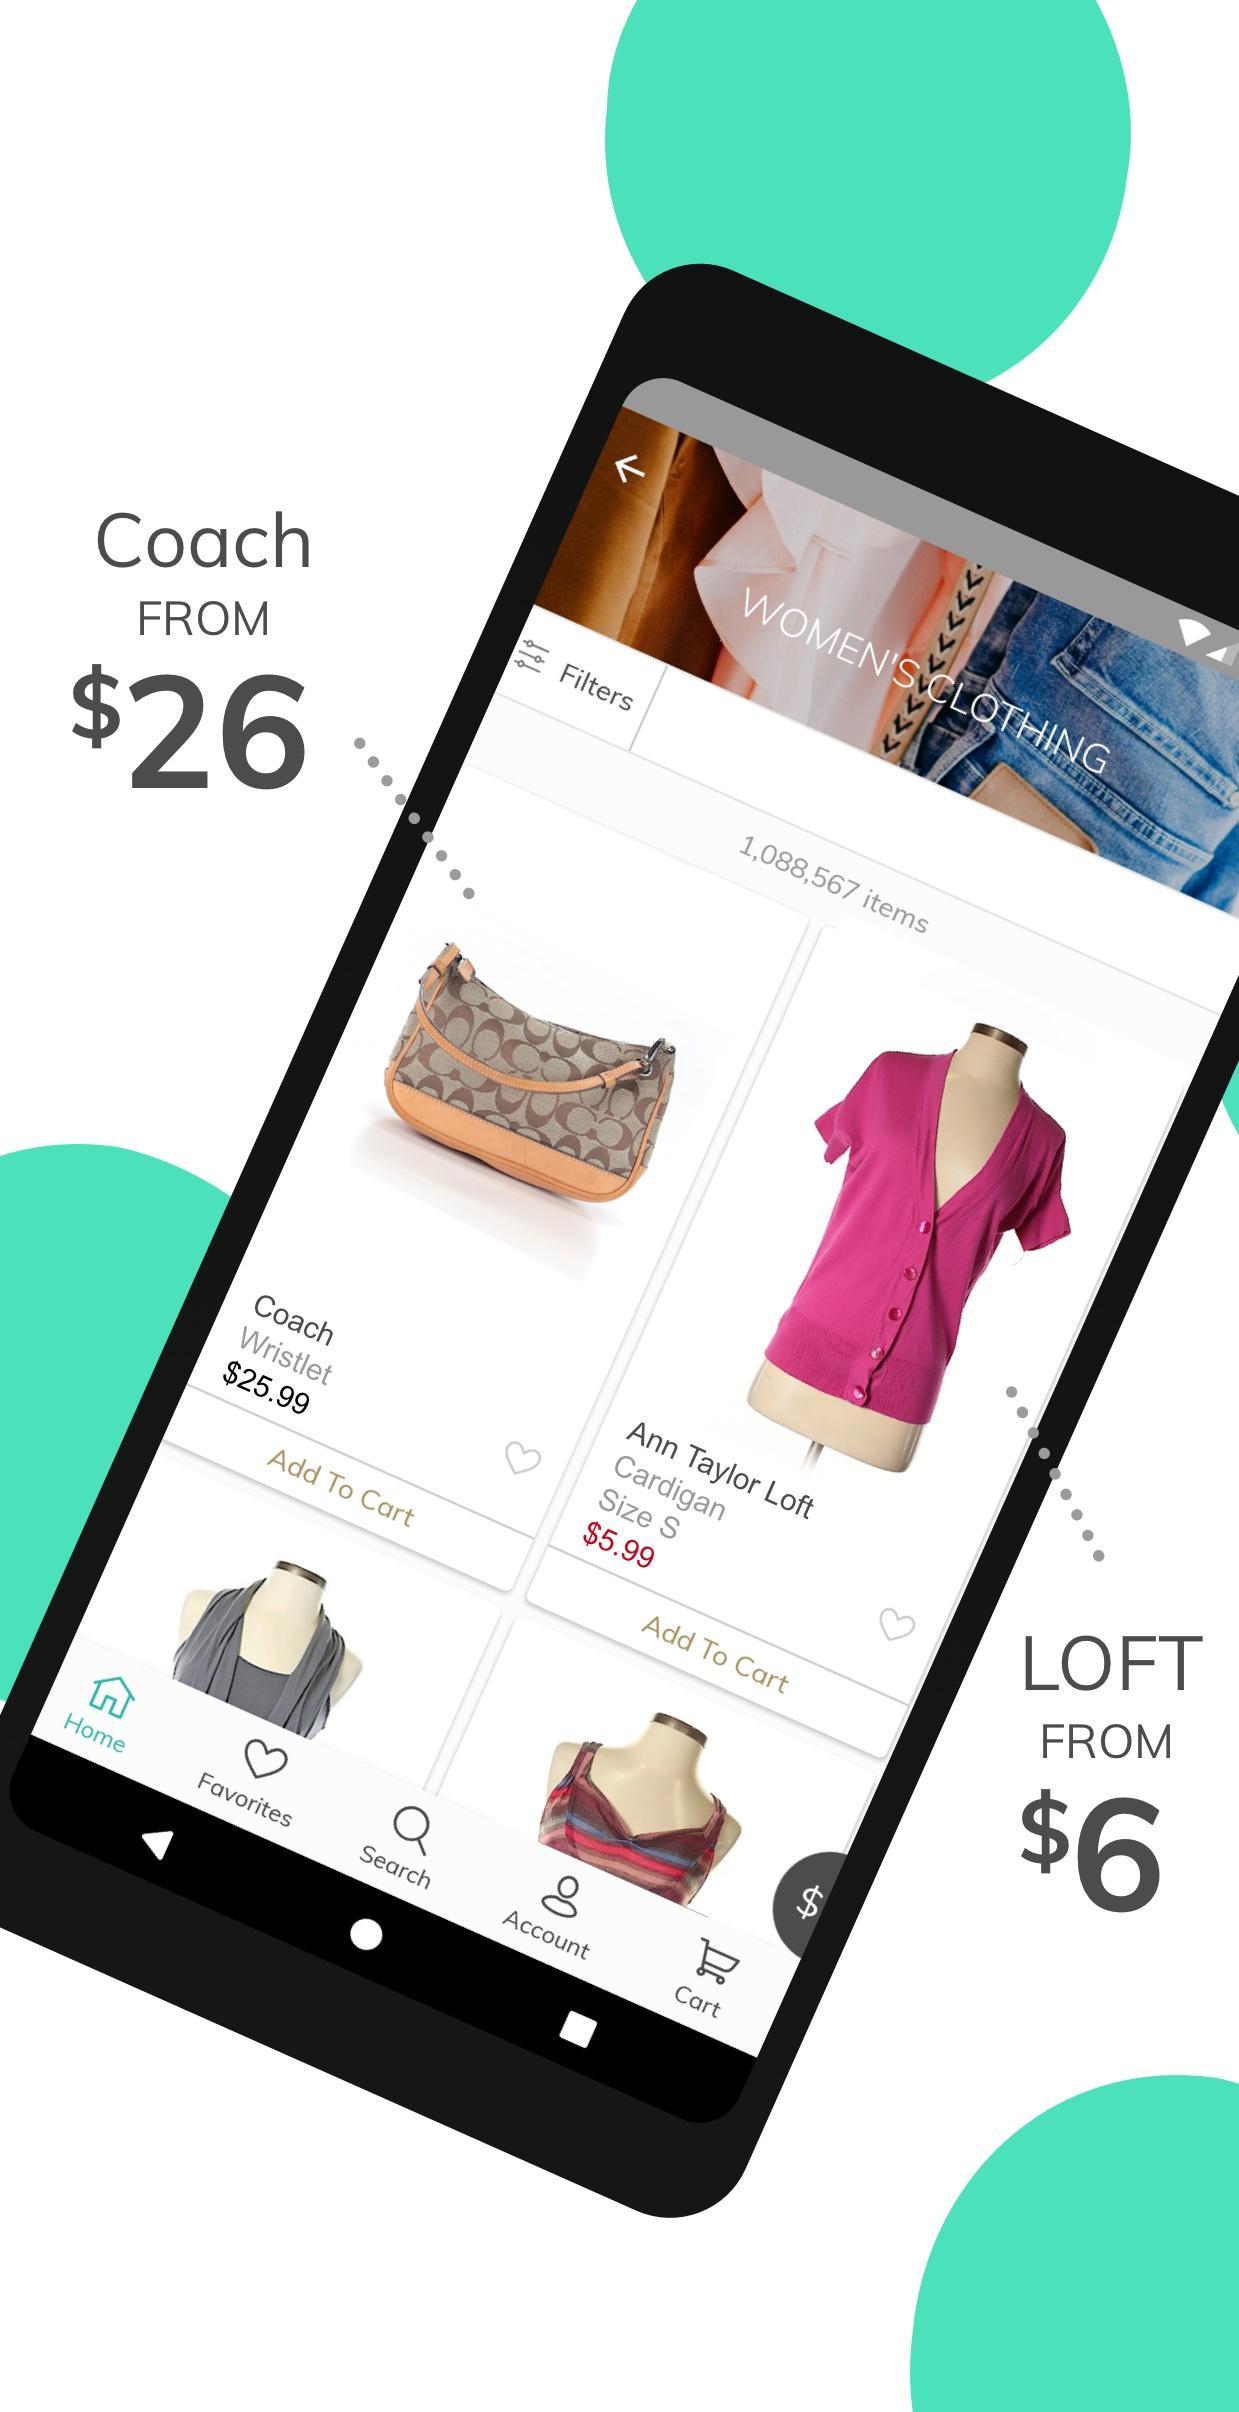 Coach
FROM
$26
WOMEN'S CLOTHING
Filters
1,088,567 items
Coach
Wristlet
$25.99
Add To Cart
Ann Taylor Loft
Cardigan
Size S
$5.99
Add To Cart
LOFT
FROM
$6
Home
Favorites
Search
Account
Cart
$